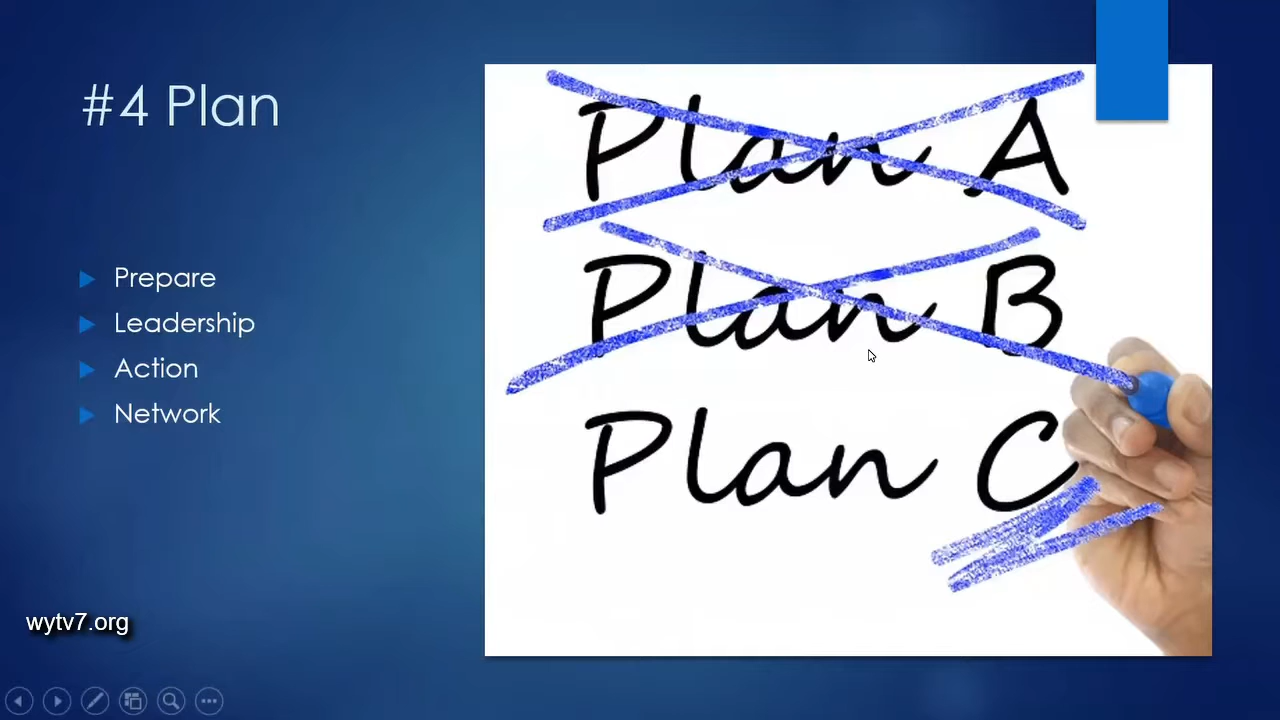 #4 Plan
Prepare
Leadership
Action
Network
Plan A
Plan B
Plan C
wytv7.org